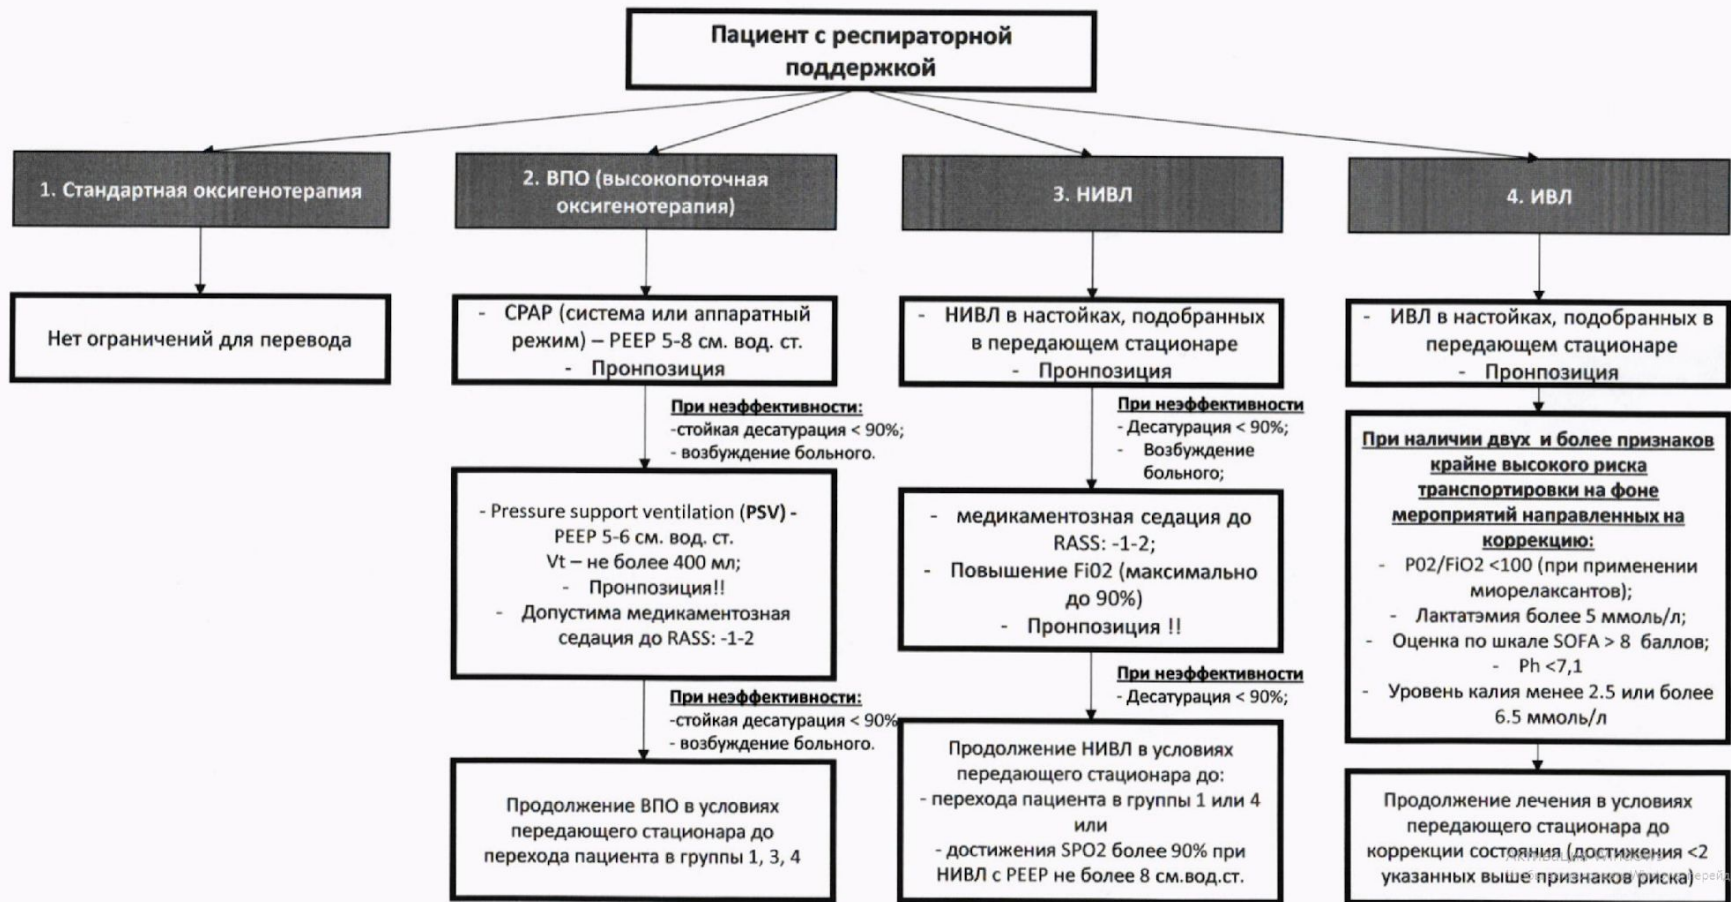 Пациент с респираторной
поддержкой
1. Стандартная оксигенотерапия
Нет ограничений для перевода
2. ВПО (высокопоточная
оксигенотерапия)
- СРАР (система или аппаратный
режим) – PEEP 5-8 см. вод. ст.
- Пронпозиция
При неэффективности:
-стойкая десатурация < 90%;
- возбуждение больного.
- Pressure support ventilation (PSV) -
PEEP 5-6 см. вод. ст.
Vt – не более 400 мл;
- Пронпозиция!!
- Допустима медикаментозная
седация до RASS: -1-2
При неэффективности:
-стойкая десатурация < 90%
- возбуждение больного.
Продолжение ВПО в условиях
передающего стационара до
перехода пациента в группы 1, 3, 4
3. НИВЛ
- НИВЛ в настойках, подобранных
в передающем стационаре
- Пронпозиция
При неэффективности
- Десатурация < 90%;
- Возбуждение
больного;
- медикаментозная седация до
RASS: -1-2;
- Повышение Fi02 (максимально
до 90%)
- Пронпозиция !!
При неэффективности
- Десатурация < 90%;
Продолжение НИВЛ в условиях
передающего стационара до:
- перехода пациента в группы 1 или 4
или
- достижения SPO2 более 90% при
НИВЛ с PEEP не более 8 см.вод.ст.
4. ИВЛ
- ИВЛ в настойках, подобранных в
передающем стационаре
- Пронпозиция
При наличии двух и более признаков
крайне высокого риска
транспортировки на фоне
мероприятий направленных на
коррекцию:
- P02/FiO2 <100 (при применении
миорелаксантов);
- Лактатэмия более 5 ммоль/л;
- Оценка по шкале SOFA > 8 баллов;
- Ph <7,1
- Уровень калия менее 2.5 или более
6.5 ммоль/л
Продолжение лечения в условиях
передающего стационара до
коррекции состояния (достижения <2
указанных выше признаков риска)
Активация Windows